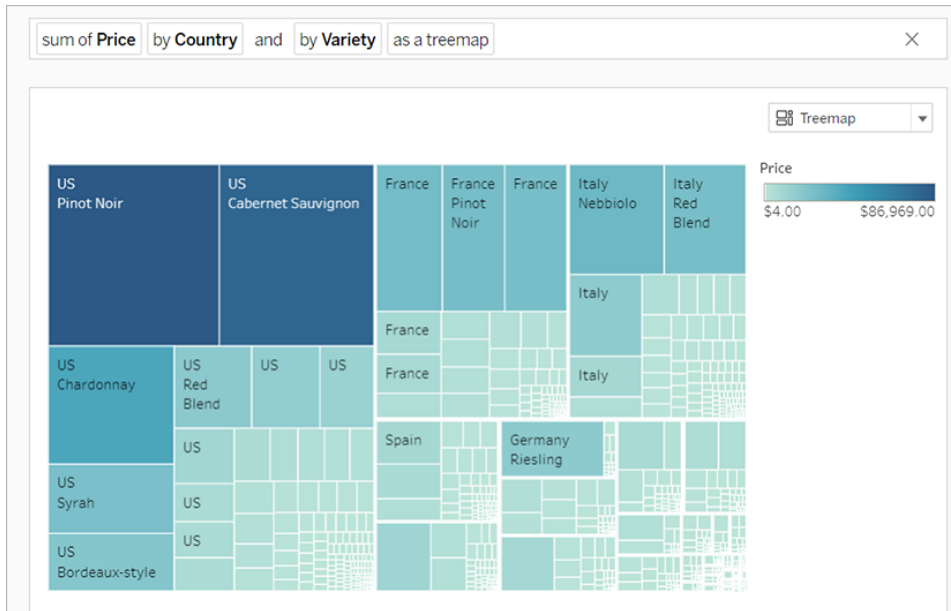 sum of Price by Country and by Variety as a treemap
Treemap
Price
$4.00 $86,969.00
US
Pinot Noir
US
Cabernet Sauvignon
France
France
Pinot
Noir
France
Italy
Nebbiolo
Italy
Red
Blend
Italy
France
Italy
France
US
Chardonnay
US
Red
Blend
US
US
US
Spain
Germany
Riesling
US
Syrah
US
US
US
Bordeaux-style